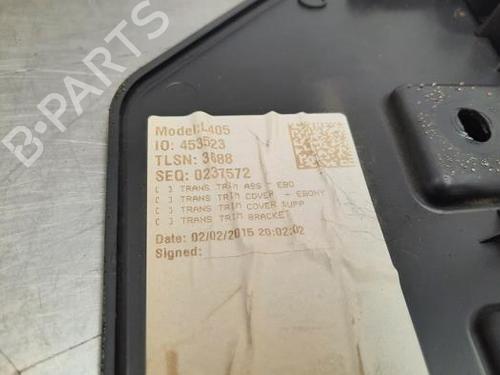 Model:L405
IO: 453523
TLSN: 3688
SEQ: 0237572
[ ] TRANS TRIM ASS T EBO
[ ] TRANS TRIM COVER - EBONY
[ ] TRANS TRIM COVER SUPP
[ ] TRANS TRIM BRACKET
Date: 02/02/2015 20:02:02
Signed:
B-PARTS